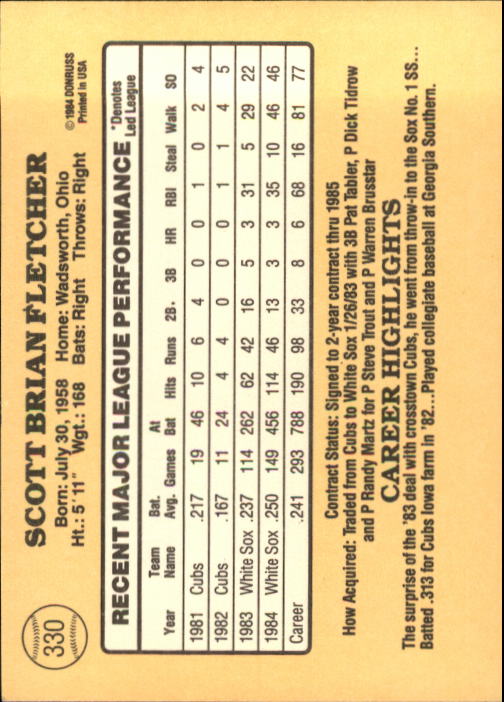 330
SCOTT BRIAN FLETCHER
Born: July 30, 1958 Home: Wadsworth, Ohio
Ht.: 5'11" Wgt.: 168 Bats: Right Throws: Right
© 1984 DONRUSS
Printed in USA
RECENT MAJOR LEAGUE PERFORMANCE
*Denotes
Led League
Year Team Name Bat. Avg. Games At Bat Hits Runs 2B. 3B HR RBI Steal Walk SO
1981 Cubs .217 19 46 10 6 4 0 0 1 0 2 4
1982 Cubs .167 11 24 4 4 0 0 0 1 1 4 5
1983 White Sox .237 114 262 62 42 16 5 3 31 5 29 22
1984 White Sox .250 149 456 114 46 13 3 3 35 10 46 46
Career .241 293 788 190 98 33 8 6 68 16 81 77
Contract Status: Signed to 2-year contract thru 1985
How Acquired: Traded from Cubs to White Sox 1/26/83 with 3B Pat Tabler, P Dick Tidrow
and P Randy Martz for P Steve Trout and P Warren Brusstar
CAREER HIGHLIGHTS
The surprise of the '83 deal with crosstown Cubs, he went from throw-in to the Sox No. 1 SS...
Batted .313 for Cubs Iowa farm in '82...Played collegiate baseball at Georgia Southern.